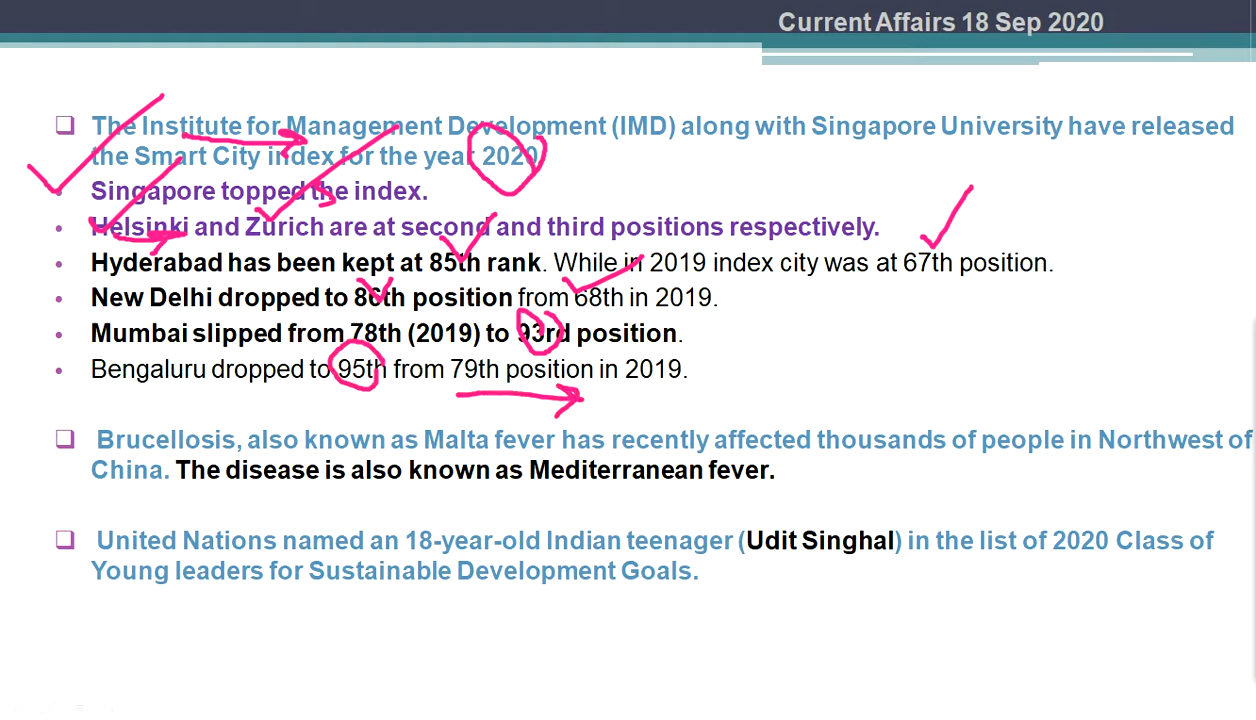 Current Affairs 18 Sep 2020
The Institute for Management Development (IMD) along with Singapore University have released
the Smart City index for the year 2020
Singapore topped the index.
Helsinki and Zurich are at second and third positions respectively.
Hyderabad has been kept at 85th rank. While in 2019 index city was at 67th position.
New Delhi dropped to 86th position from 68th in 2019.
Mumbai slipped from 78th (2019) to 93rd position.
Bengaluru dropped to 95th from 79th position in 2019.
Brucellosis, also known as Malta fever has recently affected thousands of people in Northwest of
China. The disease is also known as Mediterranean fever.
United Nations named an 18-year-old Indian teenager (Udit Singhal) in the list of 2020 Class of
Young leaders for Sustainable Development Goals.